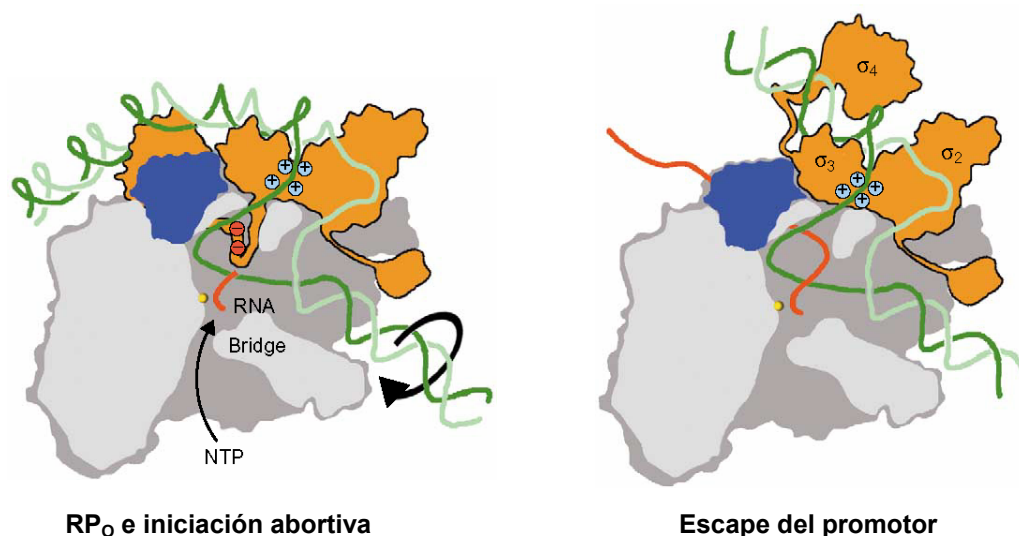 σ₄
σ₃
σ₂
+
+
+
+
+
+
+
+
−
−
RNA
Bridge
NTP
RPO e iniciación abortiva
Escape del promotor